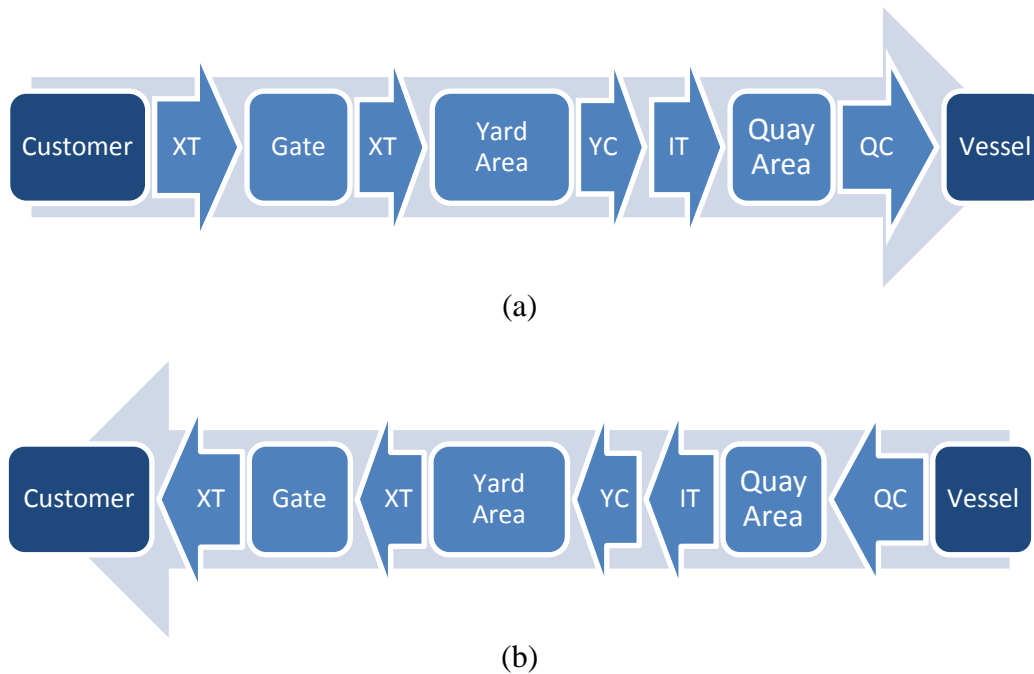 Customer
XT
Gate
XT
Yard
Area
YC
IT
Quay
Area
QC
Vessel
(a)
Customer
XT
Gate
XT
Yard
Area
YC
IT
Quay
Area
QC
Vessel
(b)